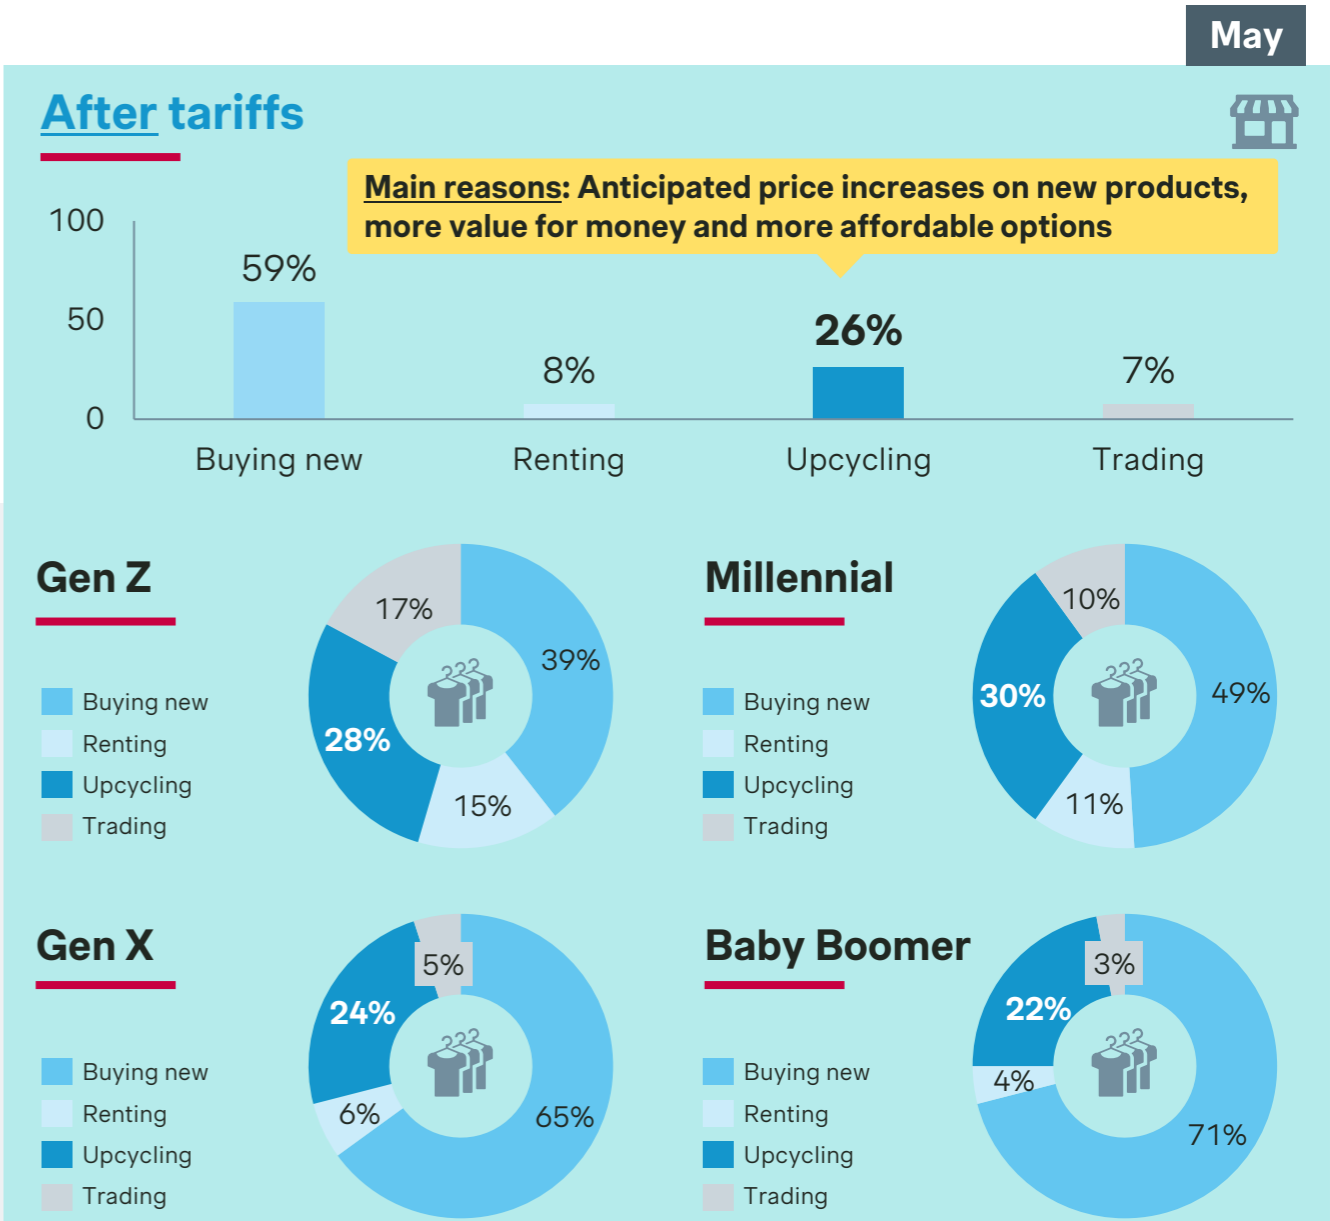 May
After tariffs
Main reasons: Anticipated price increases on new products,
more value for money and more affordable options
100
50
0
59%
8%
26%
7%
Buying new
Renting
Upcycling
Trading
Gen Z
Buying new
Renting
Upcycling
Trading
17%
39%
28%
15%
Millennial
Buying new
Renting
Upcycling
Trading
10%
49%
30%
11%
Gen X
Buying new
Renting
Upcycling
Trading
5%
24%
6%
65%
Baby Boomer
Buying new
Renting
Upcycling
Trading
3%
22%
4%
71%